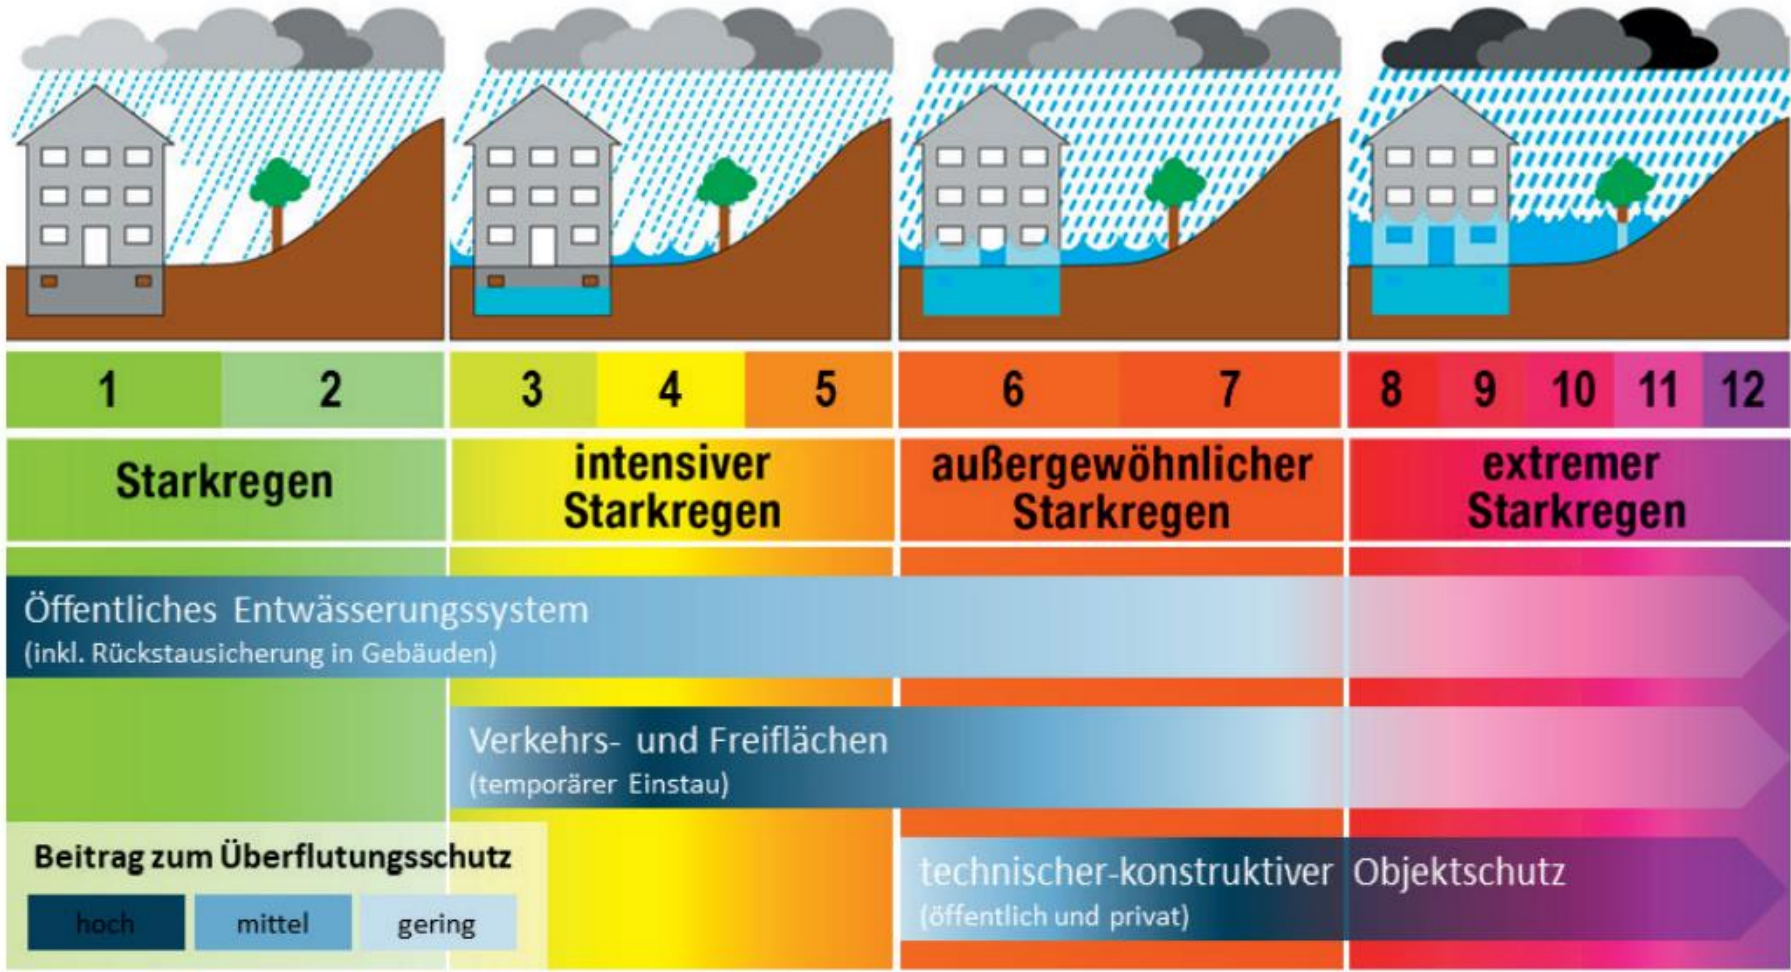 1 2 3 4 5 6 7 8 9 10 11 12
Starkregen
intensiver
Starkregen
außergewöhnlicher
Starkregen
extremer
Starkregen
Öffentliches Entwässerungssystem
(inkl. Rückstausicherung in Gebäuden)
Verkehrs- und Freiflächen
(temporärer Einstau)
technischer-konstruktiver Objektschutz
(öffentlich und privat)
Beitrag zum Überflutungsschutz
hoch mittel gering